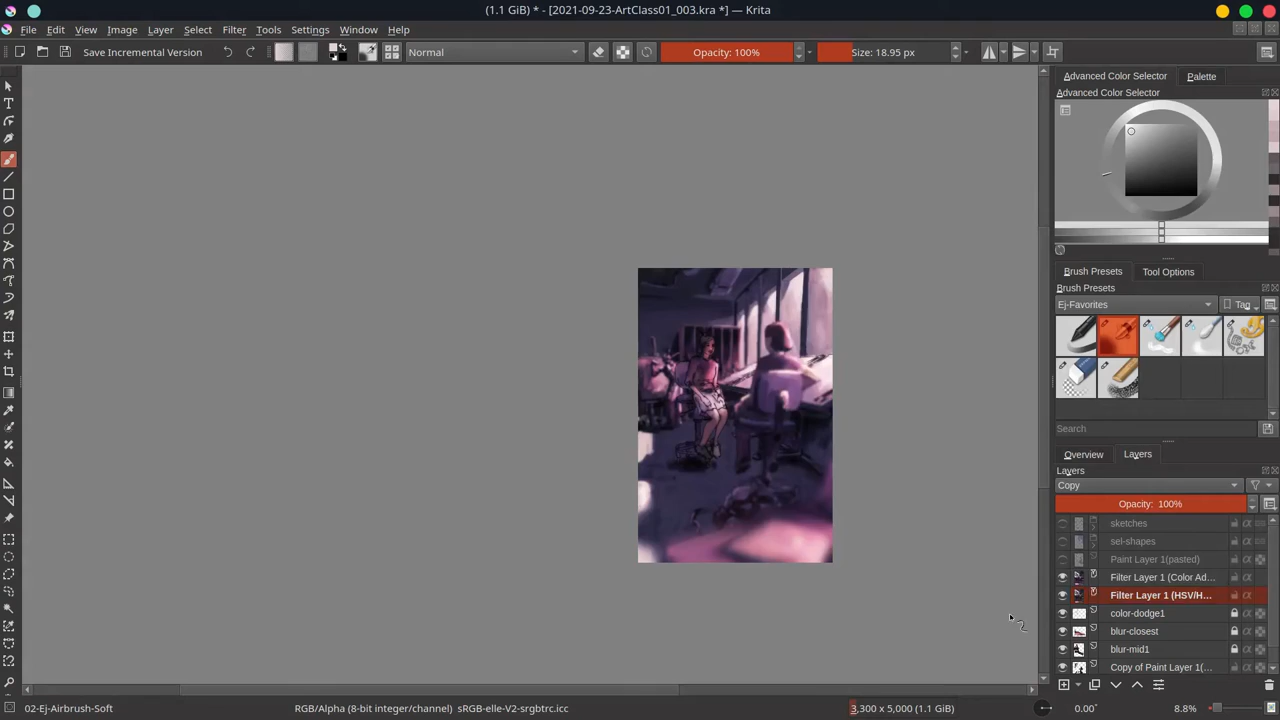 (1.1 GiB) * - [2021-09-23-ArtClass01_003.kra *] — Krita
File Edit View Image Layer Select Filter Tools Settings Window Help
Save Incremental Version
Normal
Opacity: 100%
Size: 18.95 px
Advanced Color Selector
Palette
Advanced Color Selector
Brush Presets
Tool Options
Brush Presets
Ej-Favorites
Tag
Search
Overview
Layers
Layers
Copy
Opacity: 100%
sketches
sel-shapes
Paint Layer 1(pasted)
Filter Layer 1 (Color Ad...
Filter Layer 1 (HSV/H...
color-dodge1
blur-closest
blur-mid1
Copy of Paint Layer 1(...
02-Ej-Airbrush-Soft
RGB/Alpha (8-bit integer/channel) sRGB-elle-V2-srgbtrc.icc
3,300 x 5,000 (1.1 GiB)
0.00°
8.8%